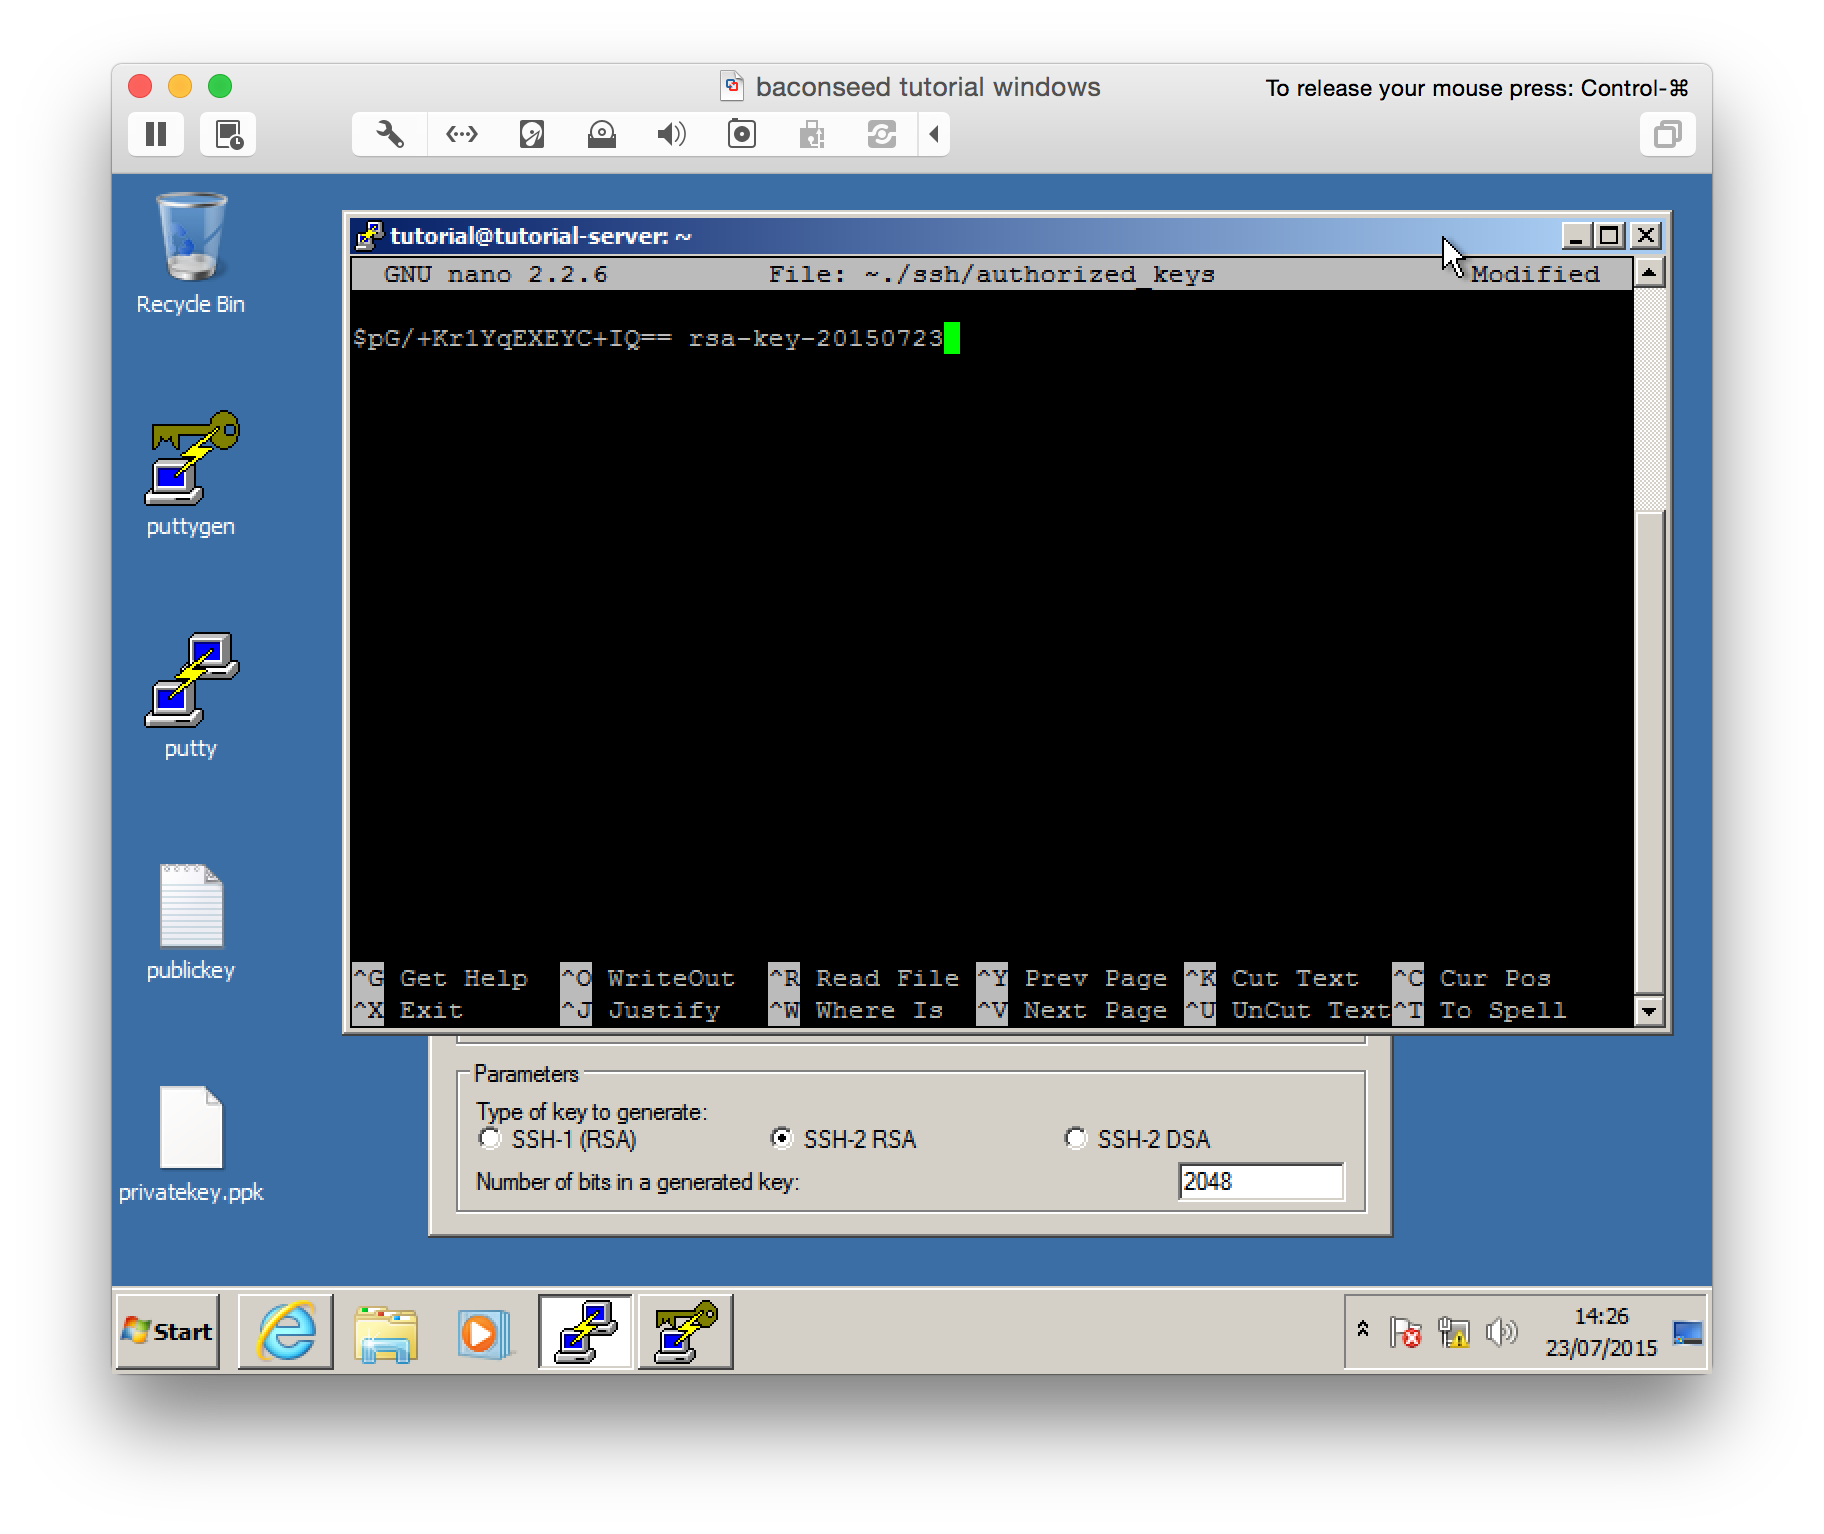 baconseed tutorial windows
To release your mouse press: Control-⌘
Recycle Bin
puttygen
putty
publickey
privatekey.ppk
tutorial@tutorial-server: ~
GNU nano 2.2.6 File: ~./ssh/authorized_keys Modified
$pG/+Kr1YqEXEYC+IQ== rsa-key-20150723
^G Get Help ^O WriteOut ^R Read File ^Y Prev Page ^K Cut Text ^C Cur Pos
^X Exit ^J Justify ^W Where Is ^V Next Page ^U UnCut Text^T To Spell
Parameters
Type of key to generate:
SSH-1 (RSA) SSH-2 RSA SSH-2 DSA
Number of bits in a generated key: 2048
Start
14:26
23/07/2015